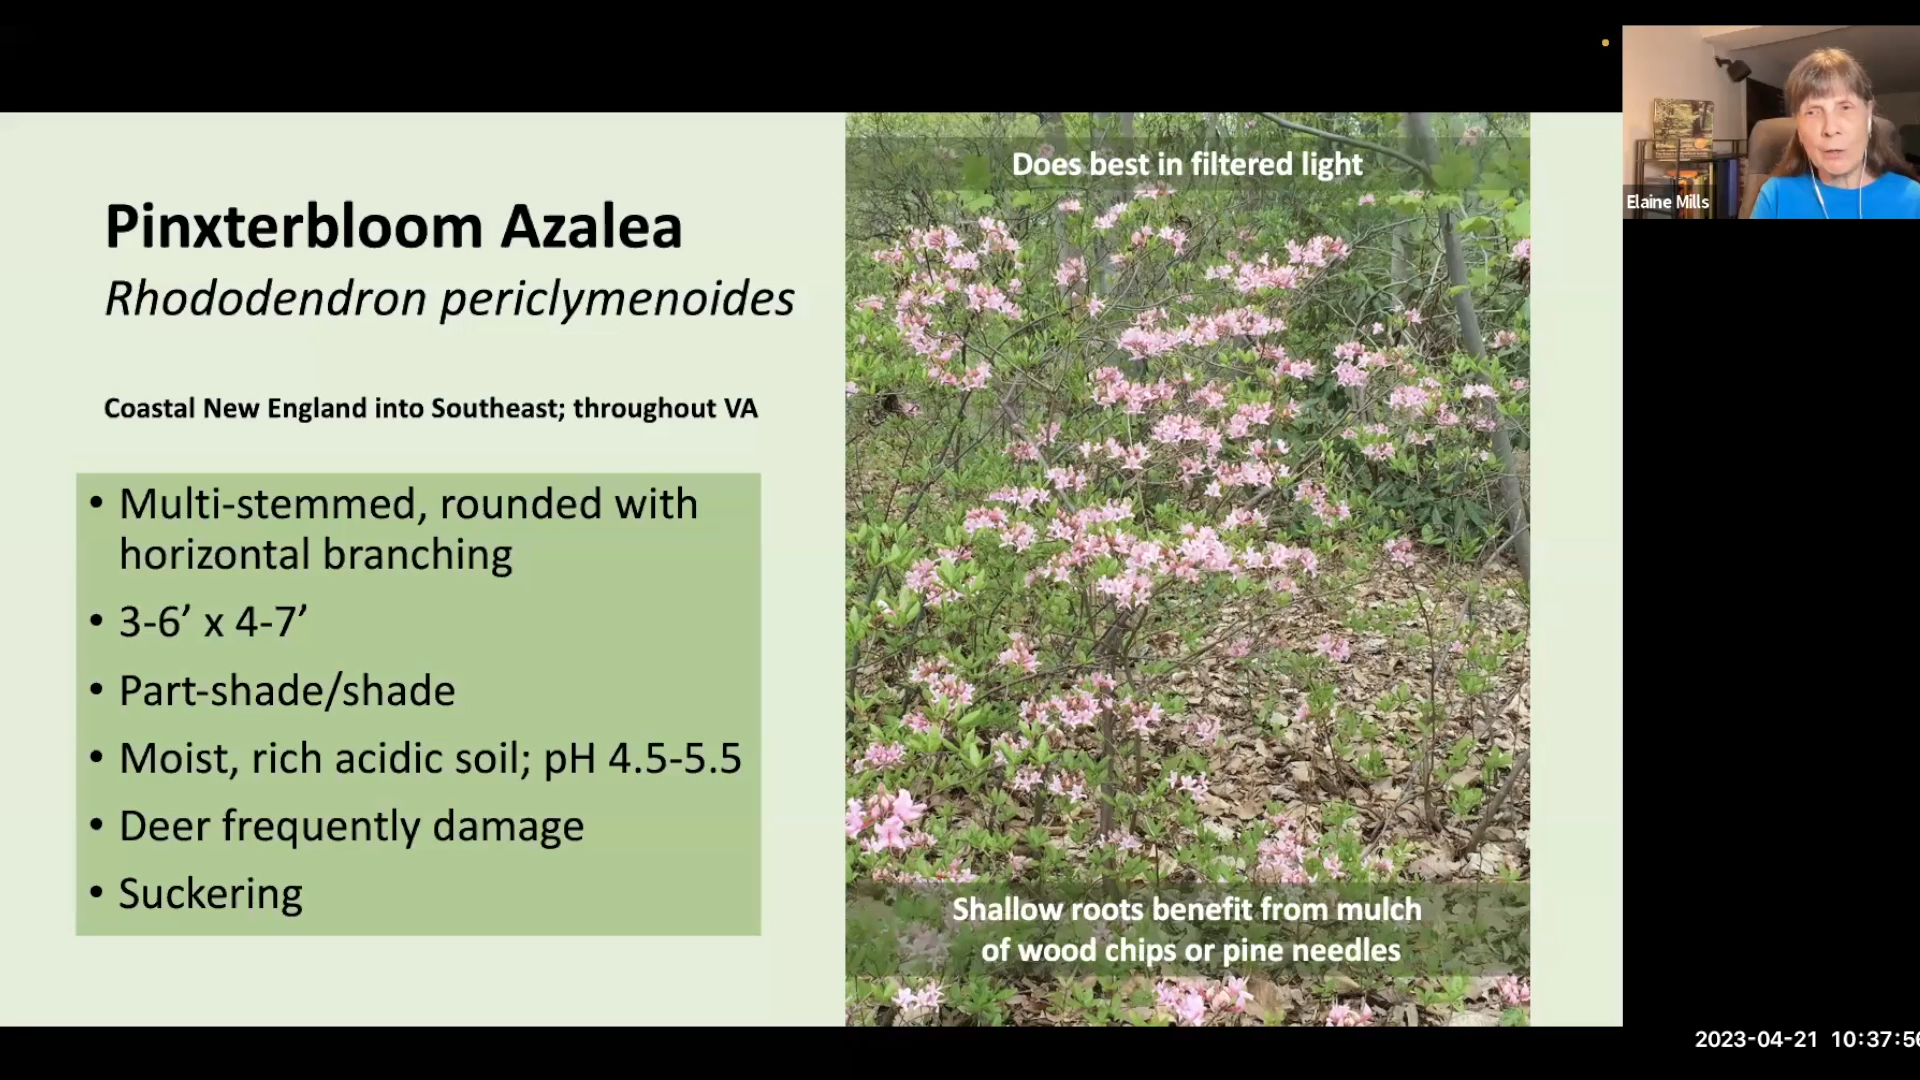 Pinxterbloom Azalea
Rhododendron periclymenoides
Coastal New England into Southeast; throughout VA
• Multi-stemmed, rounded with
horizontal branching
• 3-6’ x 4-7’
• Part-shade/shade
• Moist, rich acidic soil; pH 4.5-5.5
• Deer frequently damage
• Suckering
Does best in filtered light
Shallow roots benefit from mulch
of wood chips or pine needles
Elaine Mills
2023-04-21 10:37:56